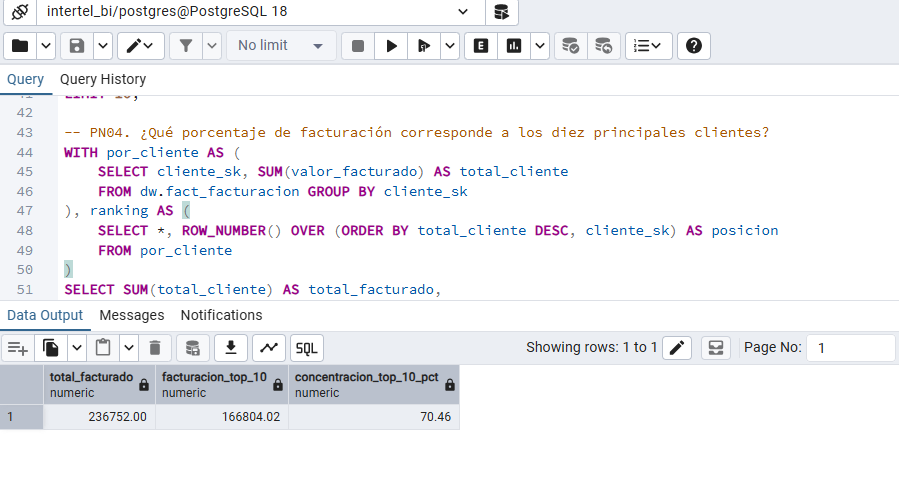 intertel_bi/postgres@PostgreSQL 18
No limit
E
Query Query History
42
43 -- PN04. ¿Qué porcentaje de facturación corresponde a los diez principales clientes?
44 WITH por_cliente AS (
45 SELECT cliente_sk, SUM(valor_facturado) AS total_cliente
46 FROM dw.fact_facturacion GROUP BY cliente_sk
47 ), ranking AS (
48 SELECT *, ROW_NUMBER() OVER (ORDER BY total_cliente DESC, cliente_sk) AS posicion
49 FROM por_cliente
50 )
51 SELECT SUM(total_cliente) AS total_facturado,
Data Output Messages Notifications
SQL Showing rows: 1 to 1 Page No: 1
total_facturado facturacion_top_10 concentracion_top_10_pct
numeric numeric numeric
1 236752.00 166804.02 70.46